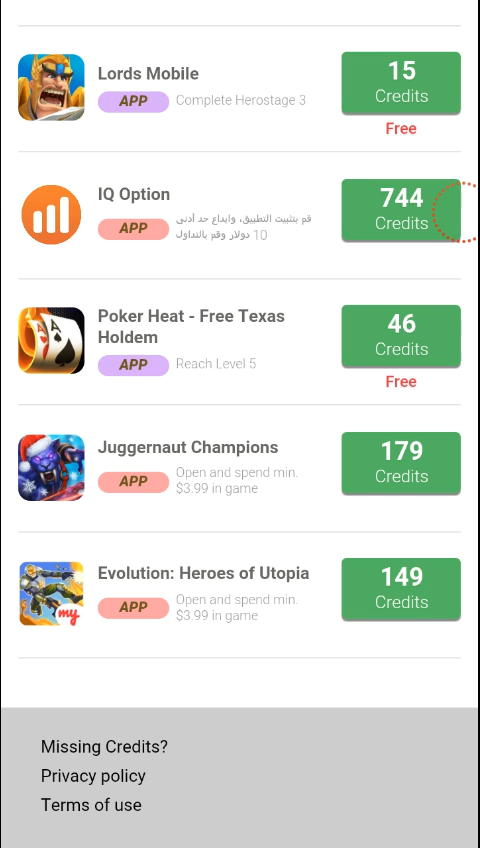 Lords Mobile
APP
Complete Herostage 3
15
Credits
Free
IQ Option
APP
قم بتثبيت التطبيق، وايداع حد أدنى
10 دولار وقم بالتداول
744
Credits
Poker Heat - Free Texas
Holdem
APP
Reach Level 5
46
Credits
Free
Juggernaut Champions
APP
Open and spend min.
$3.99 in game
179
Credits
Evolution: Heroes of Utopia
APP
Open and spend min.
$3.99 in game
149
Credits
my
Missing Credits?
Privacy policy
Terms of use